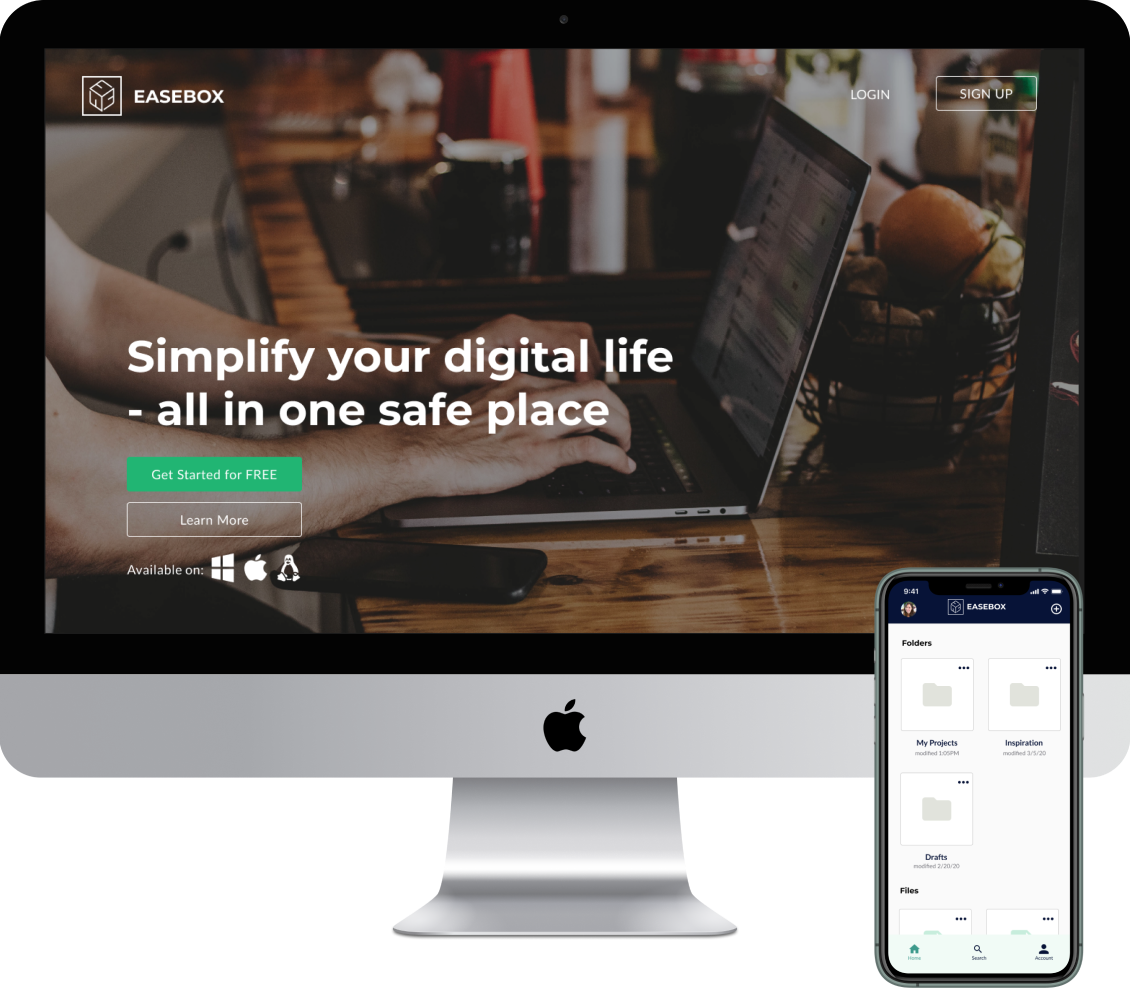 EASEBOX
LOGIN
SIGN UP
Simplify your digital life
- all in one safe place
Get Started for FREE
Learn More
Available on:
9:41
EASEBOX
Folders
My Projects
modified 1:05PM
Inspiration
modified 3/5/20
Drafts
modified 2/20/20
Files
Home
Search
Account